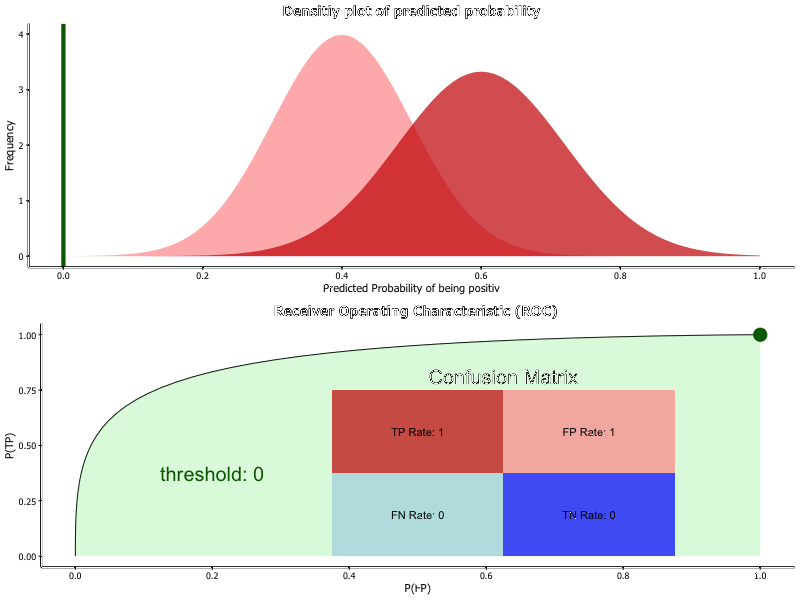 Densitiy plot of predicted probability
Frequency
4
3
2
1
0
0.0 0.2 0.4 0.6 0.8 1.0
Predicted Probability of being positiv
Receiver Operating Characteristic (ROC)
P(TP)
1.00
0.75
0.50
0.25
0.00
Confusion Matrix
TP Rate: 1 FP Rate: 1
threshold: 0
FN Rate: 0 TN Rate: 0
0.0 0.2 0.4 0.6 0.8 1.0
P(FP)